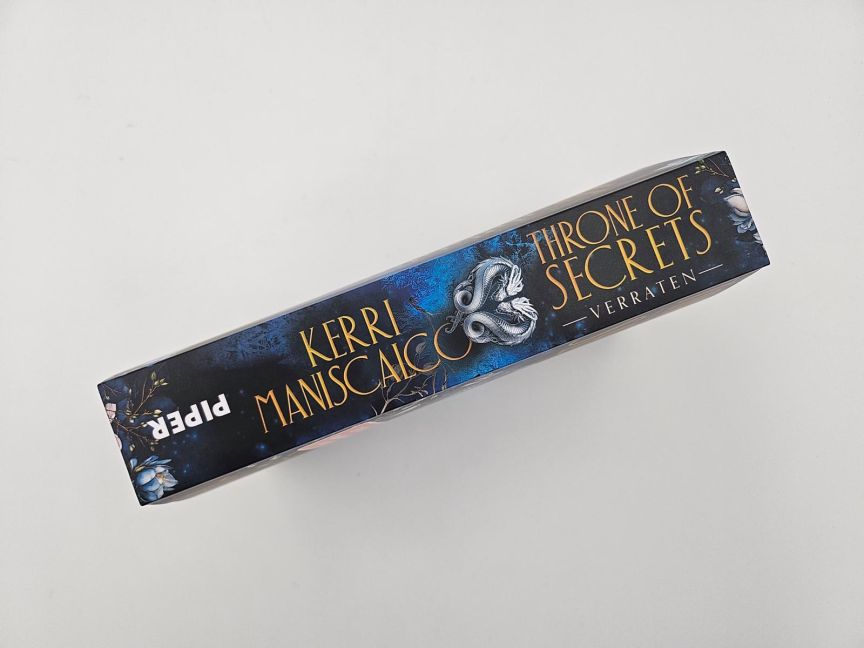 KERRI
MANISCALCO
THRONE OF
SECRETS
—VERRATEN—
PIPER